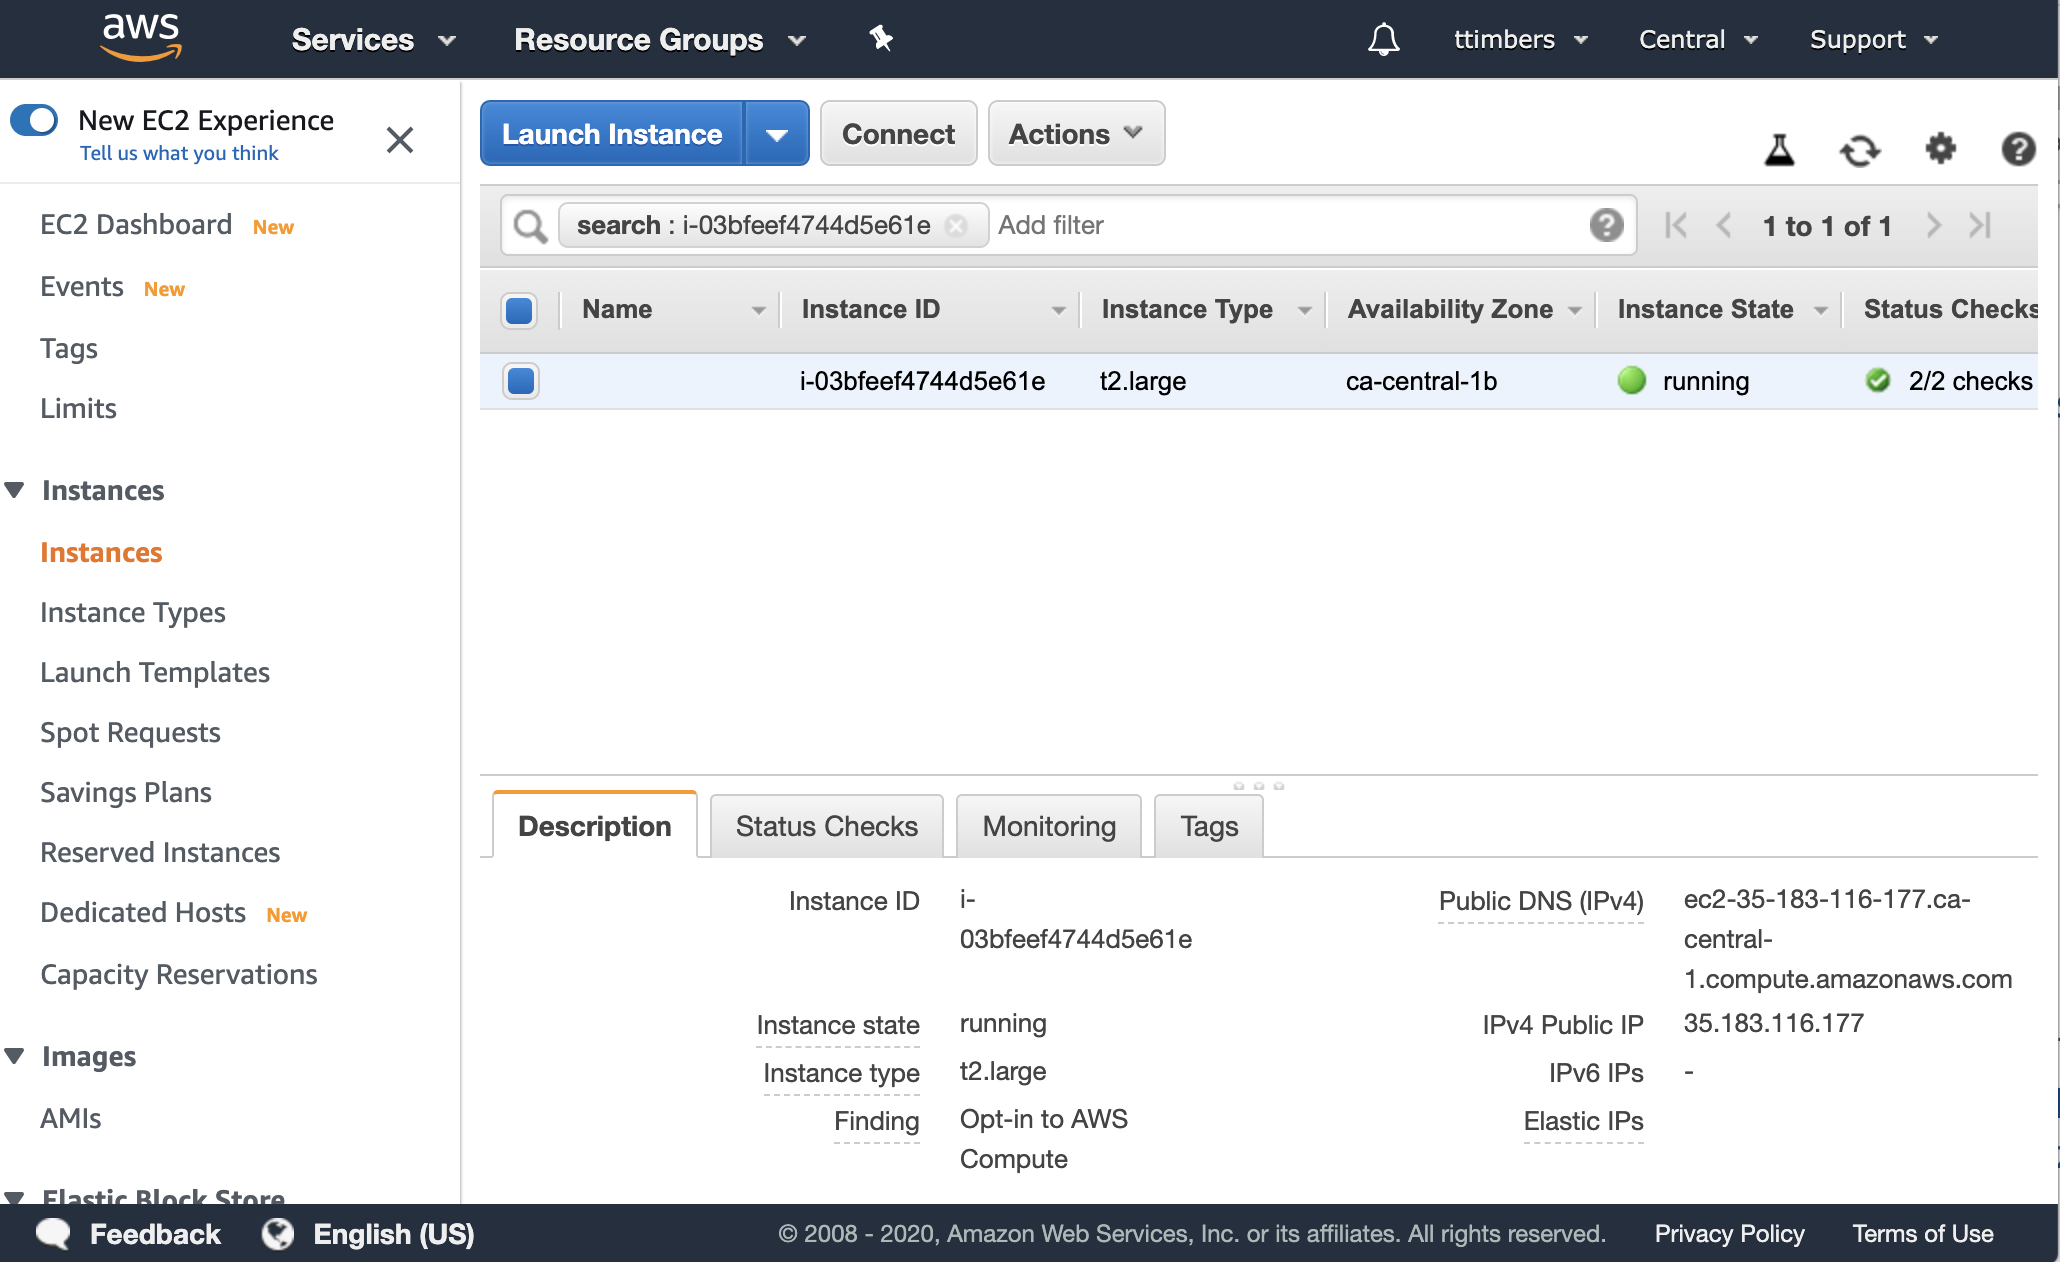 aws Services Resource Groups ttimbers Central Support
New EC2 Experience
Tell us what you think
EC2 Dashboard New
Events New
Tags
Limits
Instances
Instances
Instance Types
Launch Templates
Spot Requests
Savings Plans
Reserved Instances
Dedicated Hosts New
Capacity Reservations
Images
AMIs
Elastic Block Store
Launch Instance Connect Actions
search : i-03bfeef4744d5e61e Add filter 1 to 1 of 1
Name Instance ID Instance Type Availability Zone Instance State Status Checks
i-03bfeef4744d5e61e t2.large ca-central-1b running 2/2 checks
Description Status Checks Monitoring Tags
Instance ID i-
03bfeef4744d5e61e
Public DNS (IPv4) ec2-35-183-116-177.ca-
central-
1.compute.amazonaws.com
Instance state running IPv4 Public IP 35.183.116.177
Instance type t2.large IPv6 IPs -
Finding Opt-in to AWS Elastic IPs
Compute
Feedback English (US) © 2008 - 2020, Amazon Web Services, Inc. or its affiliates. All rights reserved. Privacy Policy Terms of Use